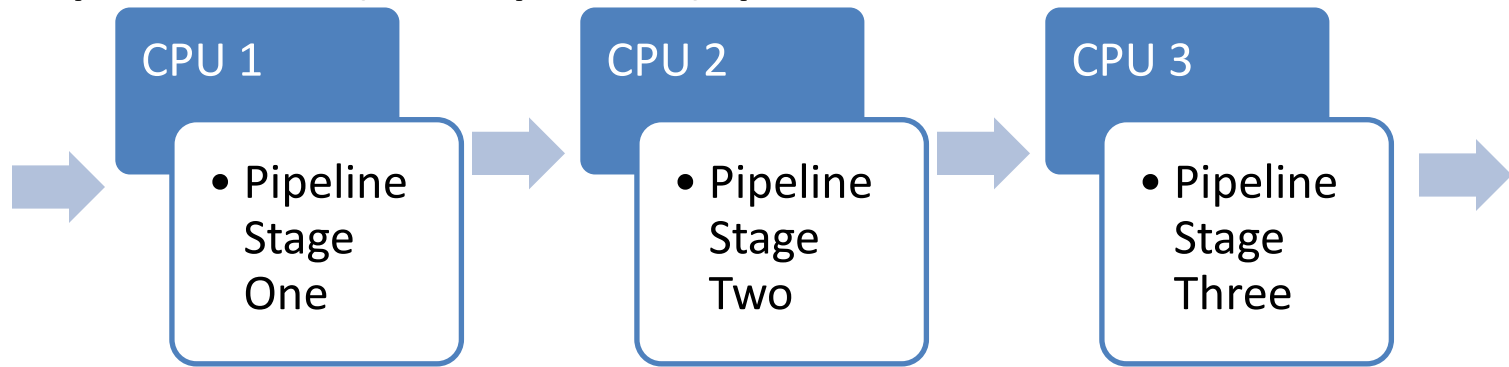 CPU 1
• Pipeline
Stage
One
CPU 2
• Pipeline
Stage
Two
CPU 3
• Pipeline
Stage
Three